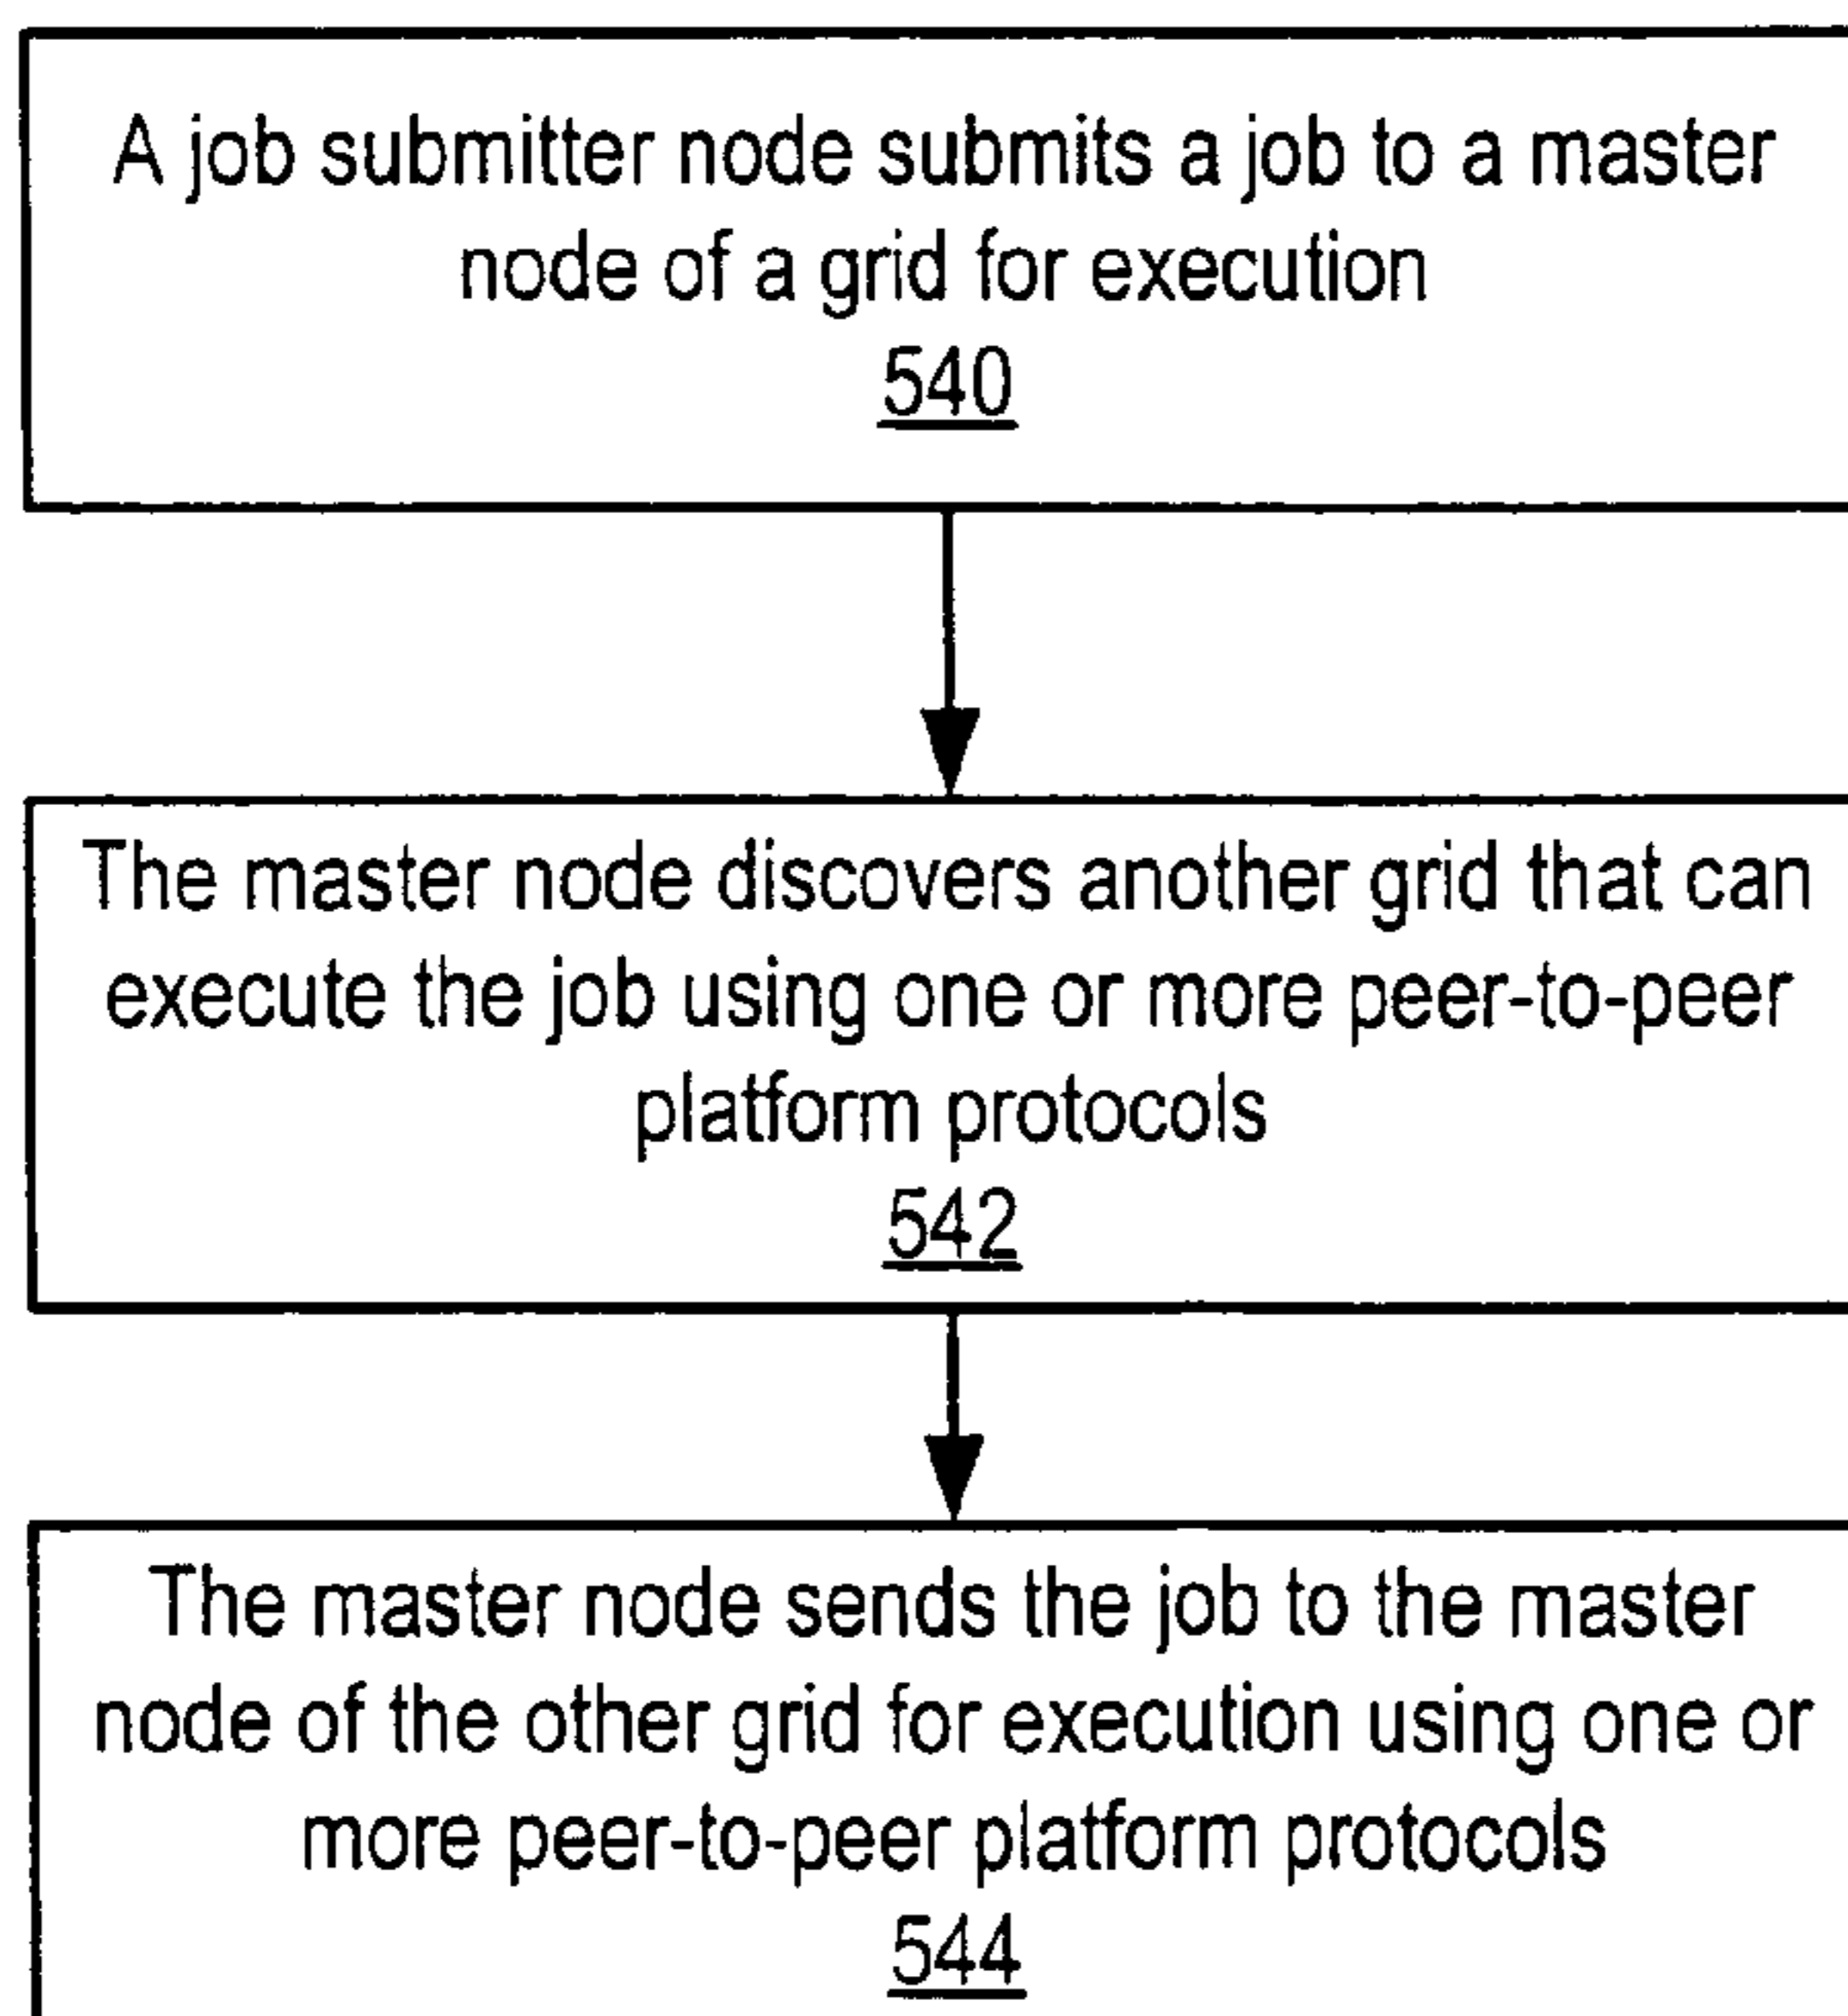 A job submitter node submits a job to a master
node of a grid for execution
540
The master node discovers another grid that can
execute the job using one or more peer-to-peer
platform protocols
542
The master node sends the job to the master
node of the other grid for execution using one or
more peer-to-peer platform protocols
544